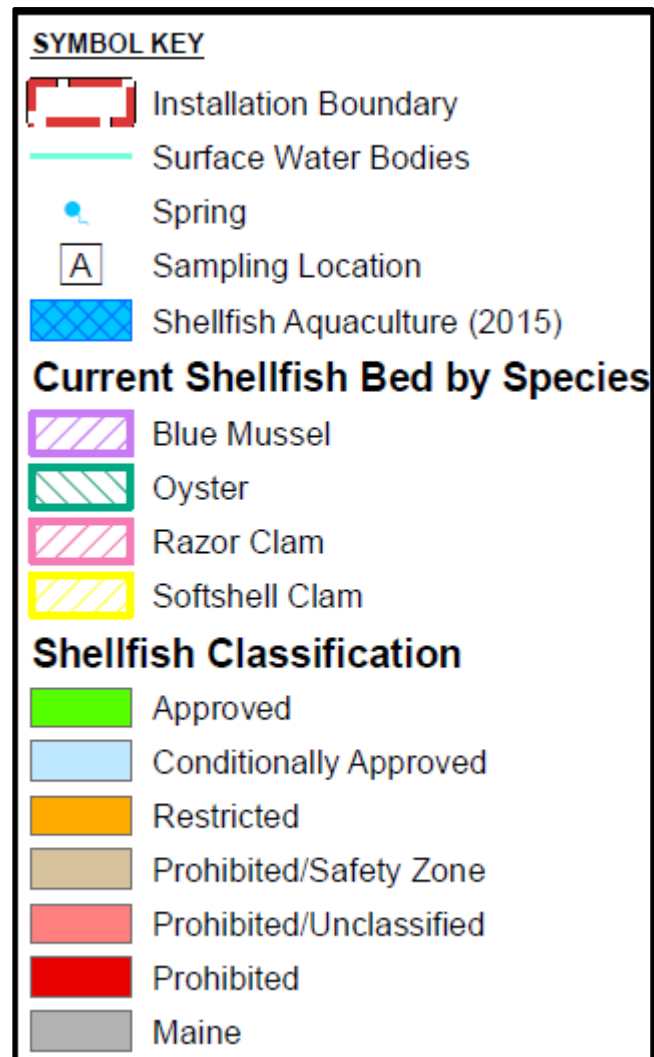 SYMBOL KEY
Installation Boundary
Surface Water Bodies
Spring
A Sampling Location
Shellfish Aquaculture (2015)
Current Shellfish Bed by Species
Blue Mussel
Oyster
Razor Clam
Softshell Clam
Shellfish Classification
Approved
Conditionally Approved
Restricted
Prohibited/Safety Zone
Prohibited/Unclassified
Prohibited
Maine